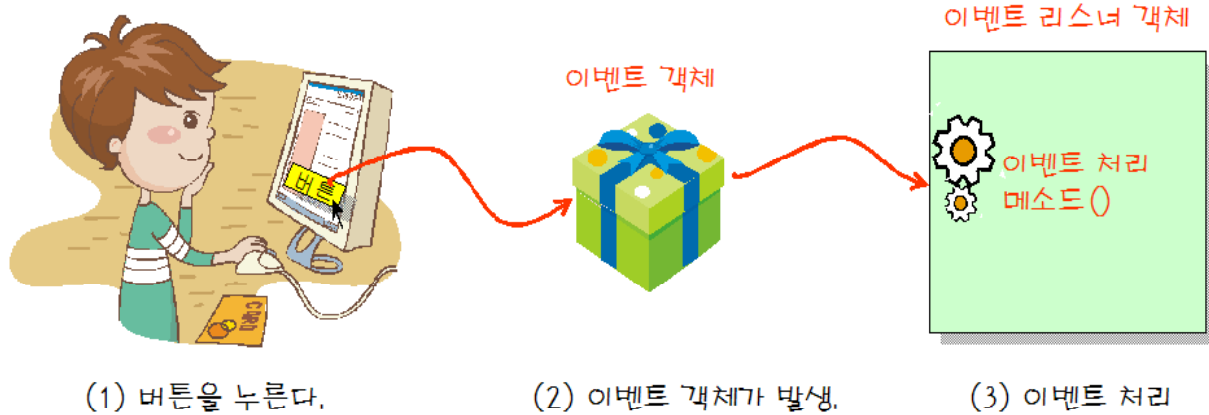 이벤트 리스너 객체
이벤트 객체
버튼
이벤트 처리
메소드()
CARD
(1) 버튼을 누른다.
(2) 이벤트 객체가 발생.
(3) 이벤트 처리